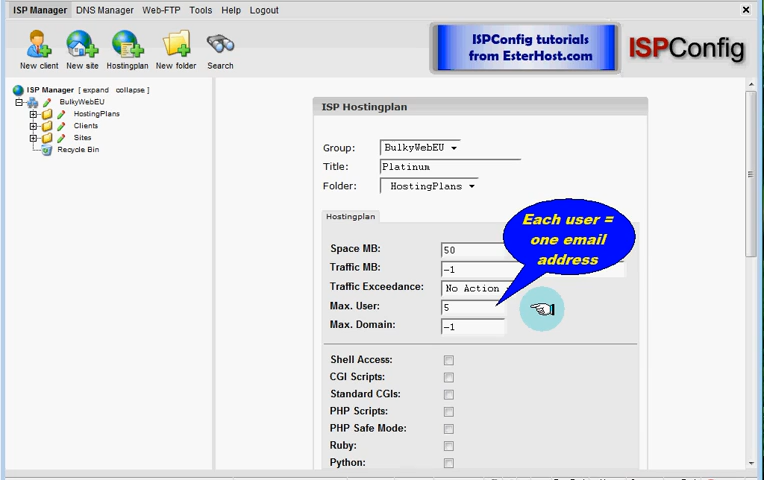 ISP Manager DNS Manager Web-FTP Tools Help Logout
New client New site Hostingplan New folder Search
ISPConfig tutorials
from EsterHost.com
ISPConfig
ISP Manager [ expand collapse ]
BulkyWebEU
HostingPlans
Clients
Sites
Recycle Bin
ISP Hostingplan
Group: BulkyWebEU
Title: Platinum
Folder: HostingPlans
Hostingplan
Each user =
one email
address
Space MB: 50
Traffic MB: -1
Traffic Exceedance: No Action
Max. User: 5
Max. Domain: -1
Shell Access:
CGI Scripts:
Standard CGIs:
PHP Scripts:
PHP Safe Mode:
Ruby:
Python: